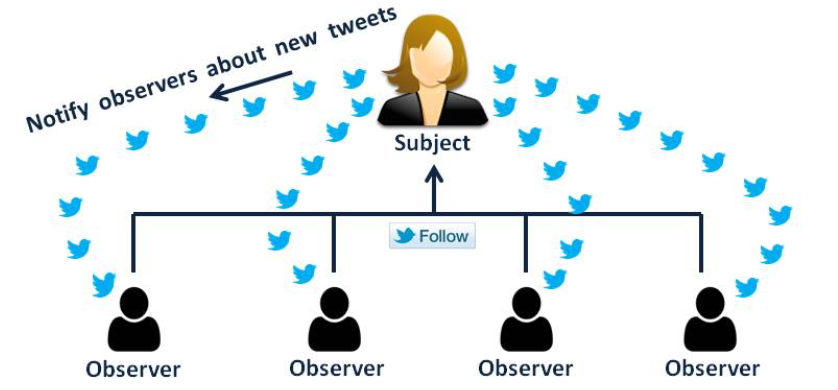 Notify observers about new tweets
Subject
Follow
Observer
Observer
Observer
Observer